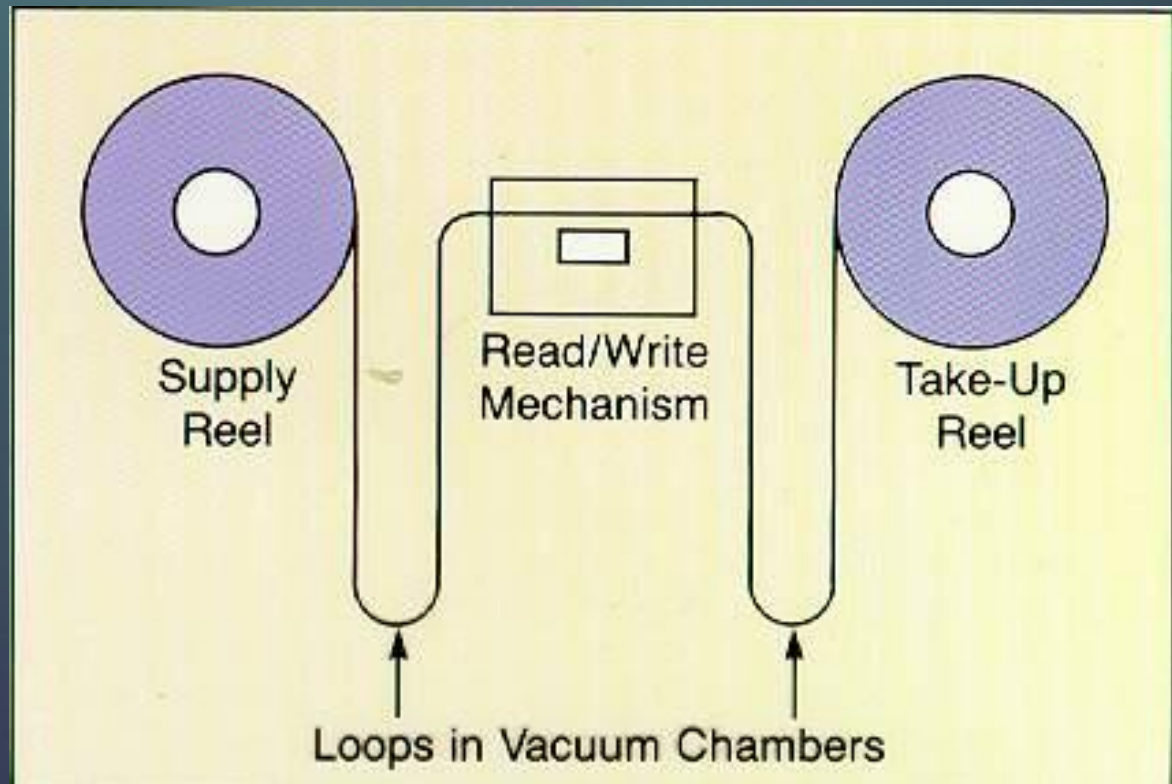 Supply
Reel
Read/Write
Mechanism
Take-Up
Reel
Loops in Vacuum Chambers